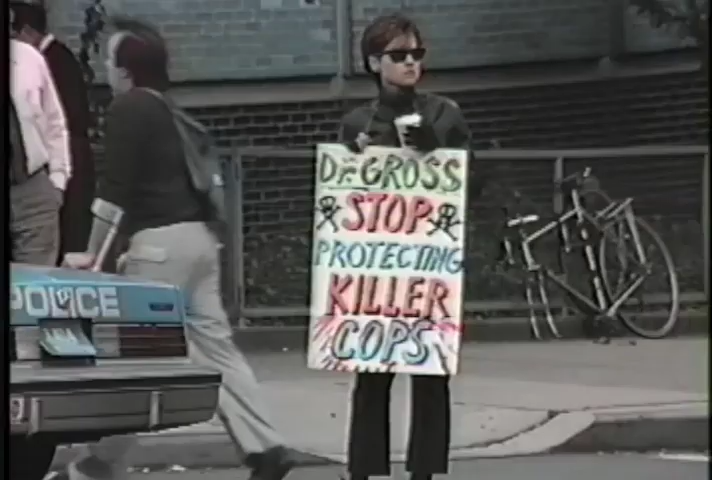 Dr. GROSS
STOP
PROTECTING
KILLER
COPS
POLICE